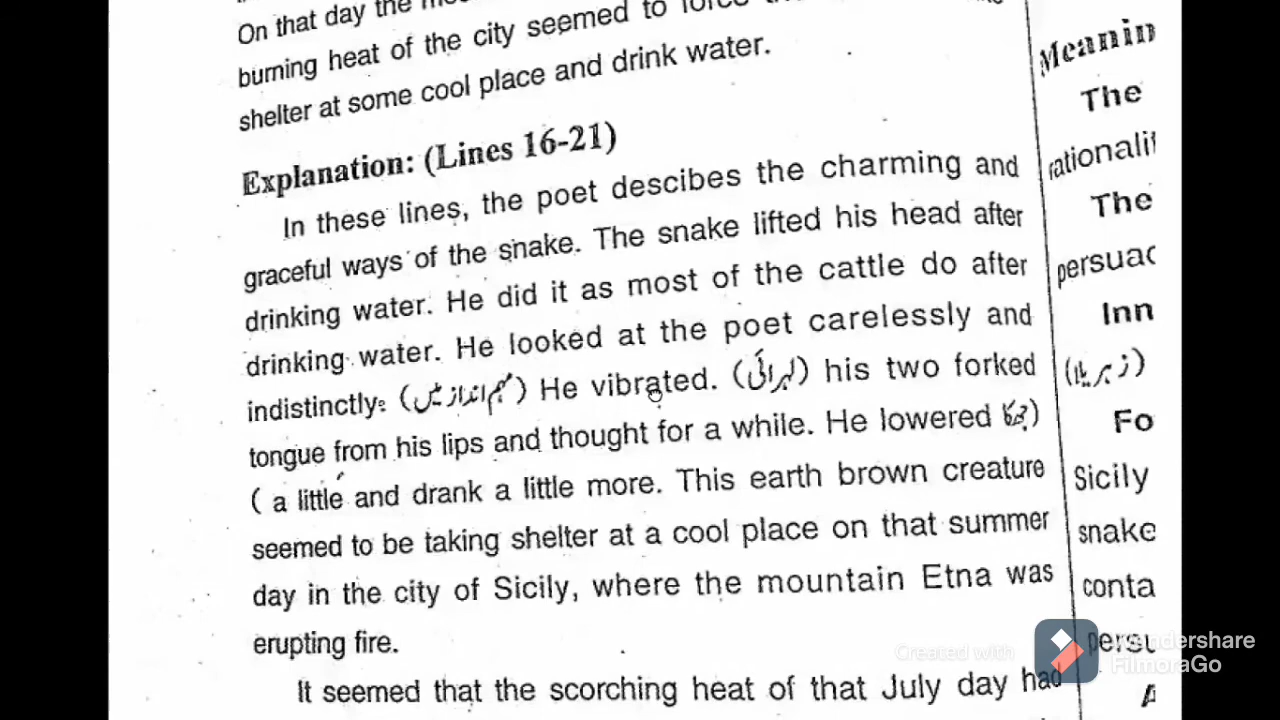 On that day the
burning heat of the city seemed to
shelter at some cool place and drink water.
Explanation: (Lines 16-21)
In these lines, the poet descibes the charming and
graceful ways of the snake. The snake lifted his head after
drinking water. He did it as most of the cattle do after
drinking water. He looked at the poet carelessly and
indistinctly. (مبہم انداز میں) He vibrated. (لہرائی) his two forked
tongue from his lips and thought for a while. He lowered جھکا)
( a little and drank a little more. This earth brown creature
seemed to be taking shelter at a cool place on that summer
day in the city of Sicily, where the mountain Etna was
erupting fire.
It seemed that the scorching heat of that July day had
Meanin
The
rationalit
The
persuac
Inn
(زہریلا)
Fo
Sicily
snake
conta
persu
Created with
Wondershare
FilmoraGo